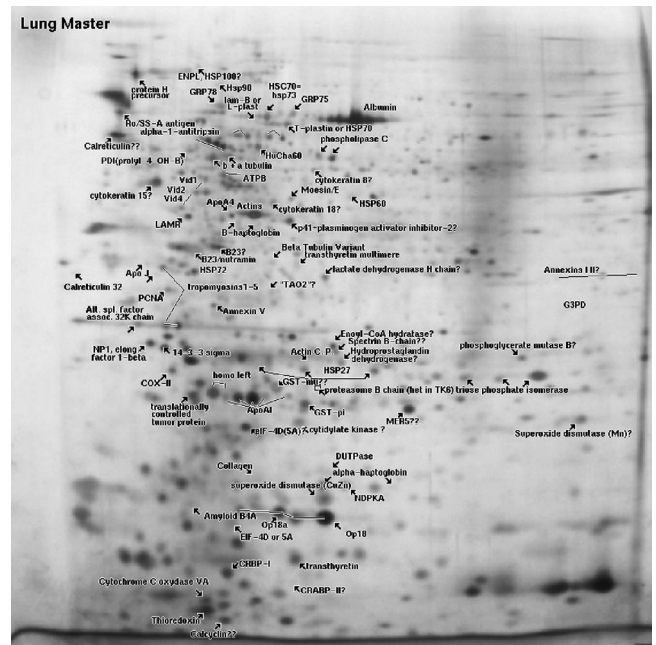 Lung Master
ENPL/HSP100?
protein H
precursor
GRP78
Hsp90
lam-B or
L-plast
HSC70=
hsp73
GRP75
Albumin
Ro/SS-A antigen
alpha-1-antitripsin
T-plastin or HSP70
phospholipase C
Calreticulin??
PDI(prolyl 4 OH-B)
HuCha60
b + a tubulin
ATPB
Vid1
Vid2
Vid4
cytokeratin 15?
cytokeratin 8?
Moesin/E
HSP60
ApoA4
Actins
cytokeratin 18?
LAMR
B-haptoglobin
p41-plasminogen activator inhibitor-2?
Beta Tubulin Variant
B23?
B23/numramin
transthyretin multimere
HSP72
Apo J
lactate dehydrogenase H chain?
Annexins I II?
Calreticulin 32
tropomyosins1-5
"TAO2"?
PCNA
G3PD
Alt. spl. factor
assoc. 32K chain
Annexin V
Enoyl-CoA hydratase?
Spectrin B-chain??
phosphoglycerate mutase B?
NP1, elong
factor 1-beta
14-3-3 sigma
Actin C P
Hydroprostaglandin
dehydrogenase?
COX-II
homo left
HSP27
GST-mu??
proteasome B chain (het in TK6)
triose phosphate isomerase
translationally
controlled
tumor protein
ApoAI
GST-pi
MER5??
eIF-4D(5A)?
cytidylate kinase ?
Superoxide dismutase (Mn)?
DUTPase
Collagen
alpha-haptoglobin
superoxide dismutase (CuZn)
NDPKA
Amyloid B4A
Op18a
Op18
EIF-4D or 5A
CRBP-I
transthyretin
Cytochrome C oxydase VA
CRABP-II?
Thioredoxin
Calcyclin??